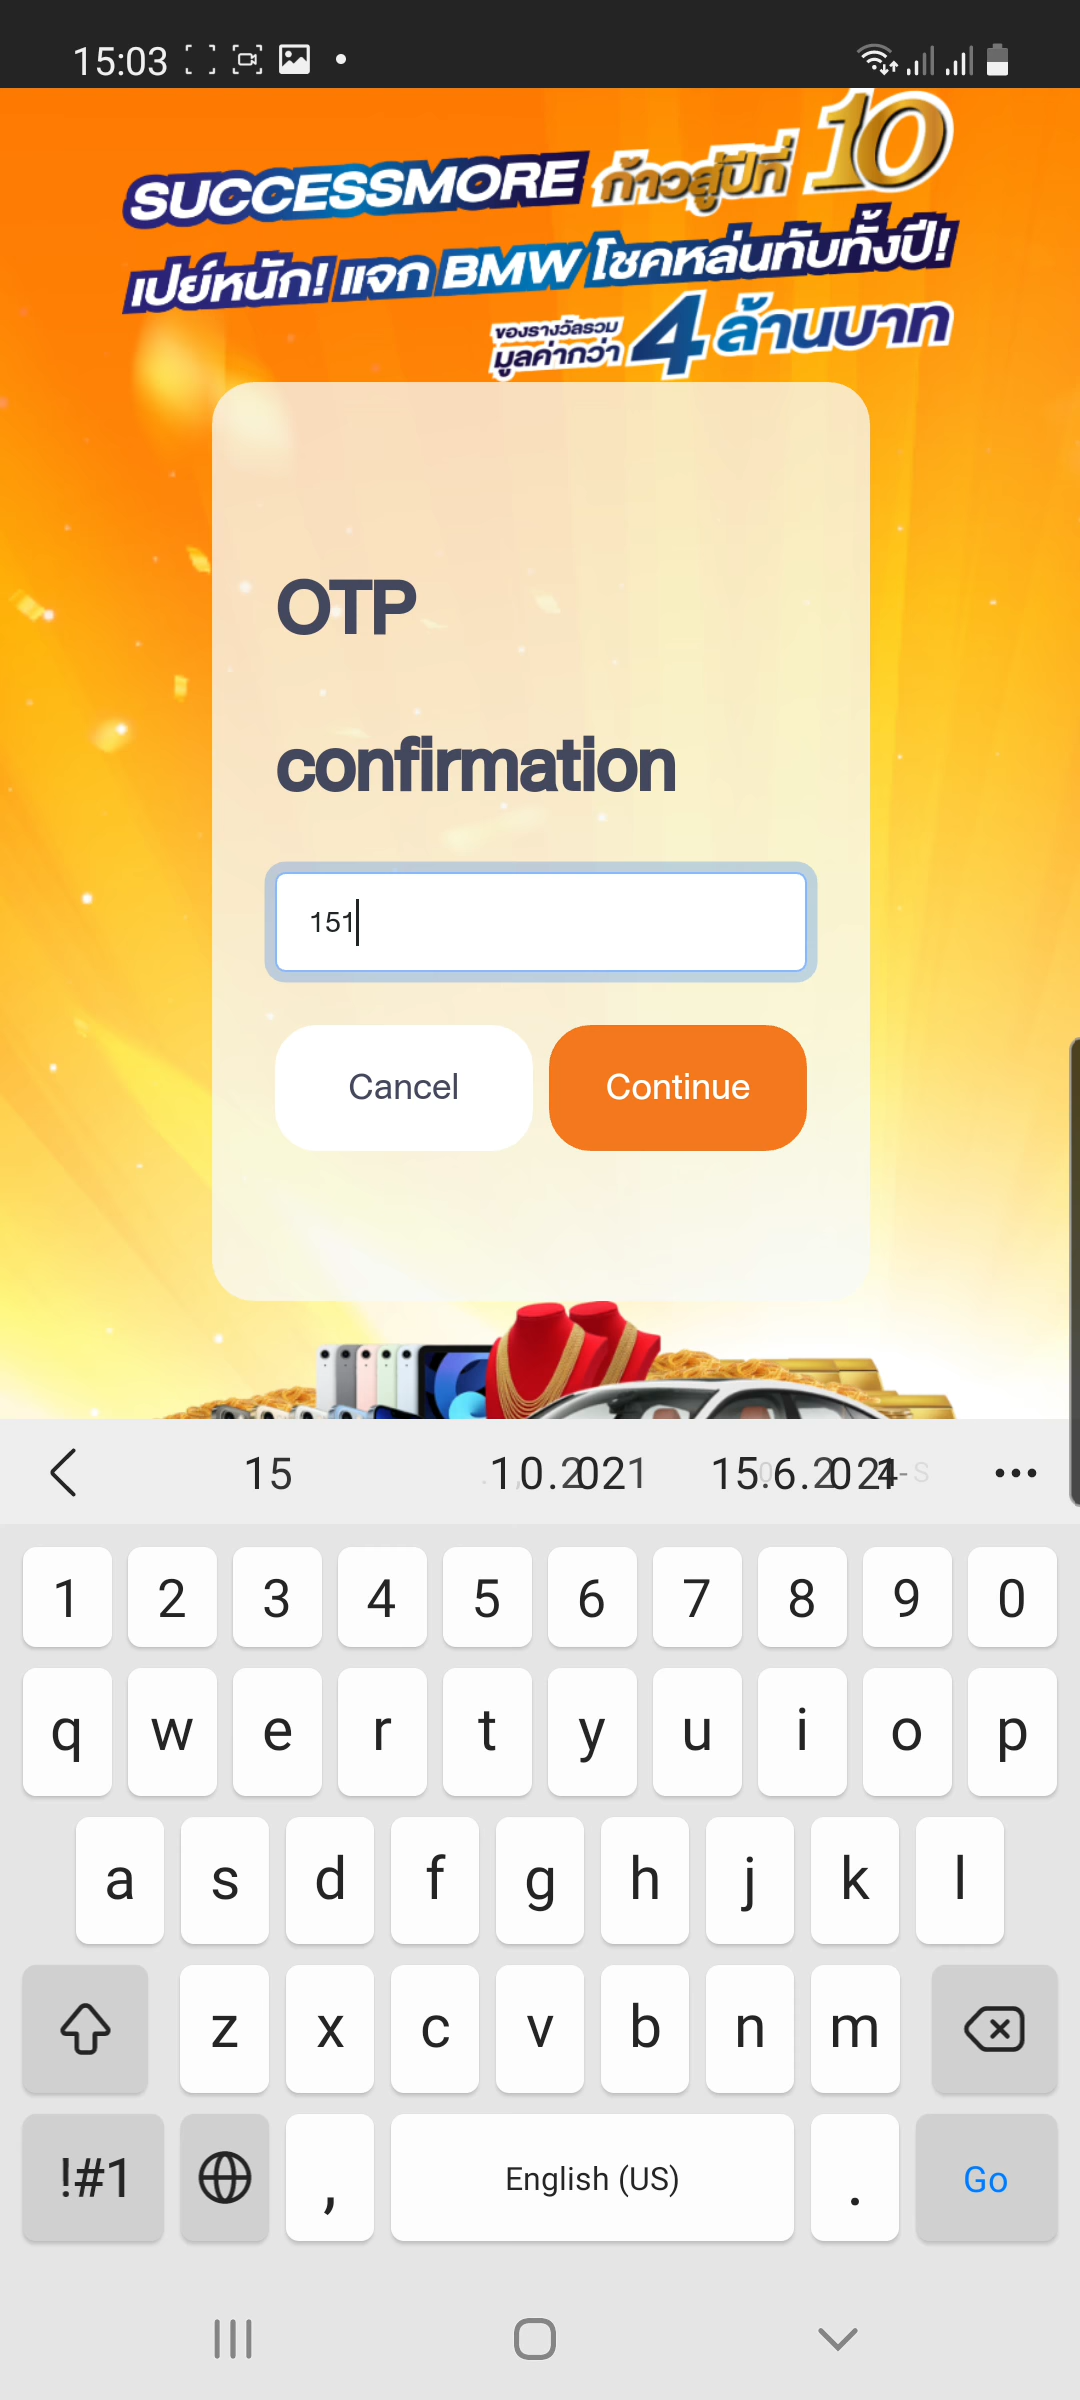 15:03
SUCCESSMORE ก้าวสู่ปีที่ 10
เปย์หนัก! แจก BMW โชคหล่นทับทั้งปี!
ของรางวัลรวม
มูลค่ากว่า 4 ล้านบาท
OTP
confirmation
151
Cancel Continue
15 10.2021 15.6.2021
1 2 3 4 5 6 7 8 9 0
q w e r t y u i o p
a s d f g h j k l
z x c v b n m
!#1 , English (US) . Go